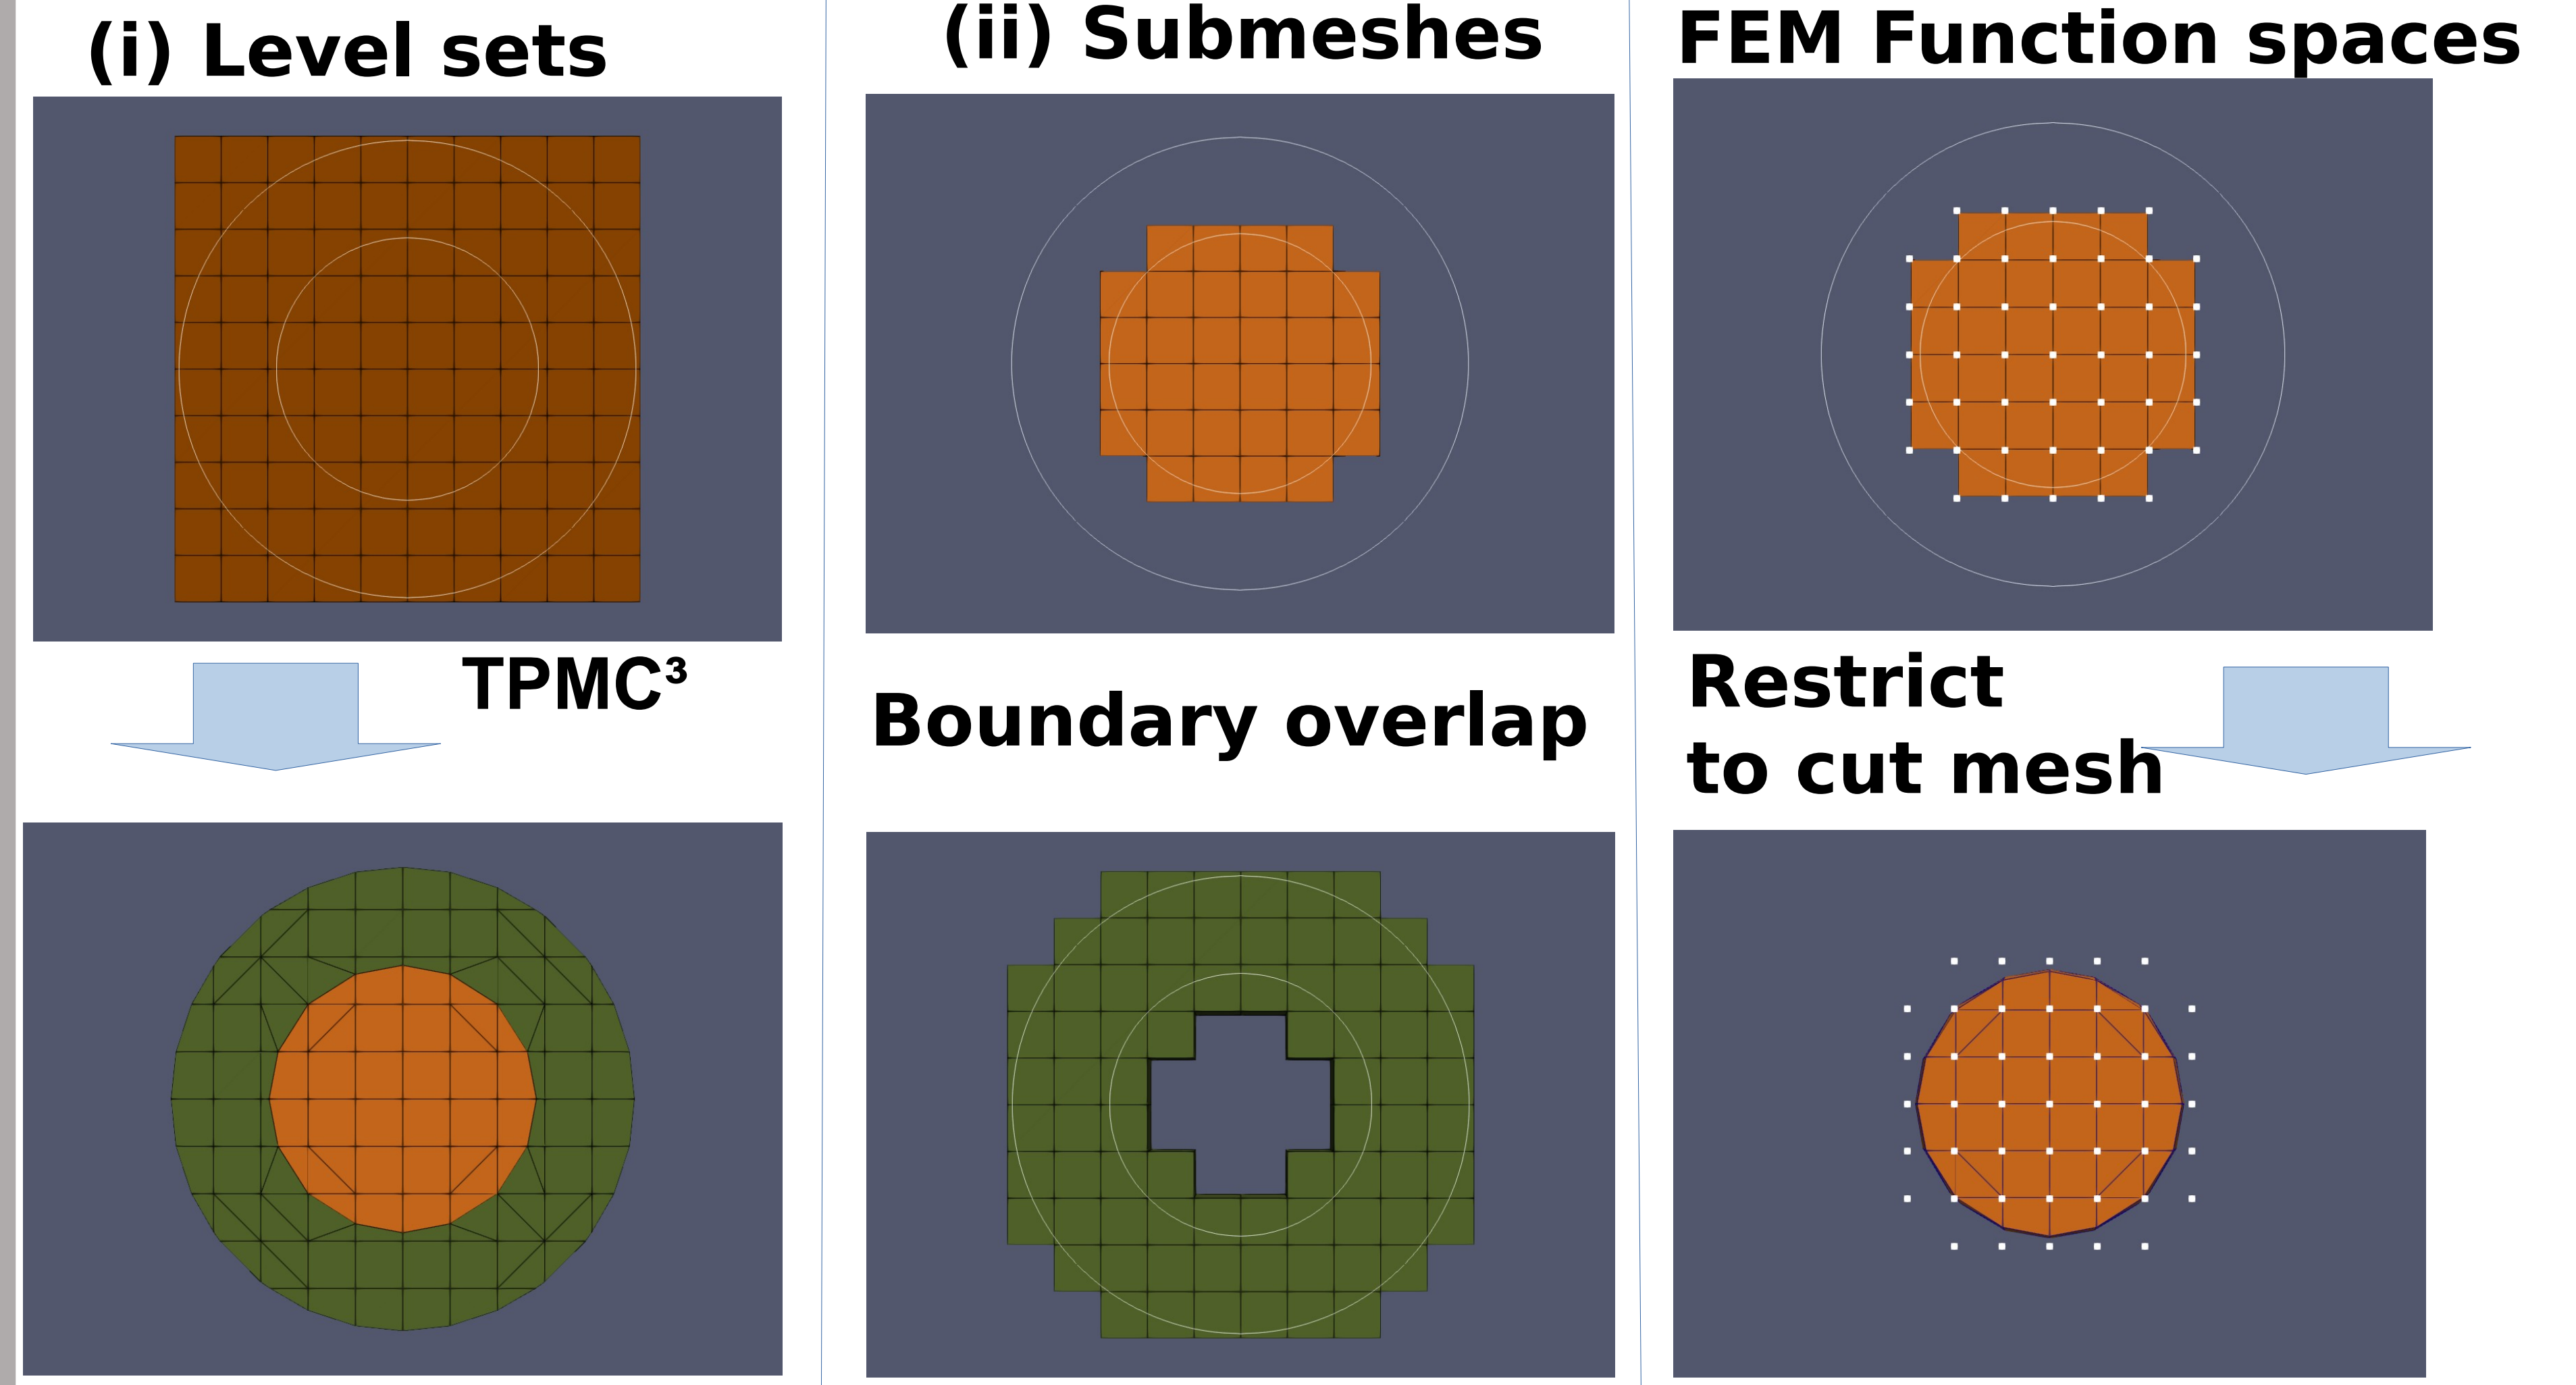 (i) Level sets
TPMC³
(ii) Submeshes
Boundary overlap
FEM Function spaces
Restrict
to cut mesh